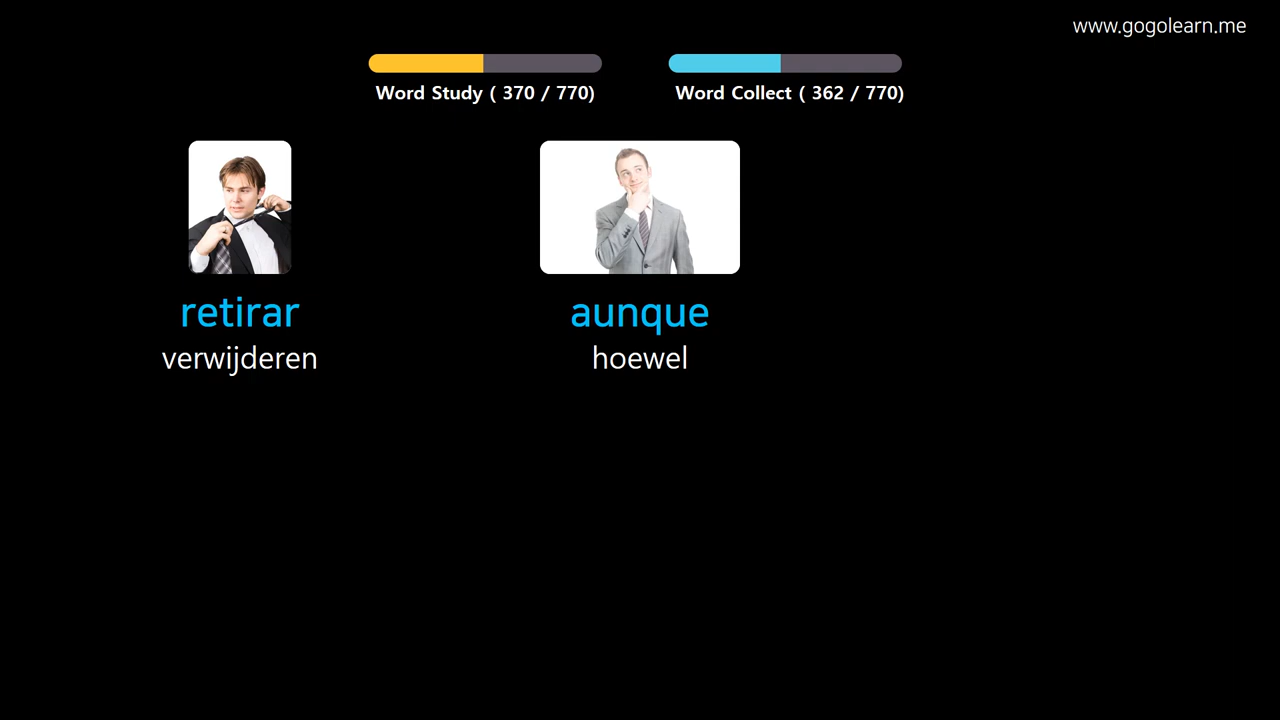 www.gogolearn.me
Word Study ( 370 / 770)
Word Collect ( 362 / 770)
retirar
verwijderen
aunque
hoewel